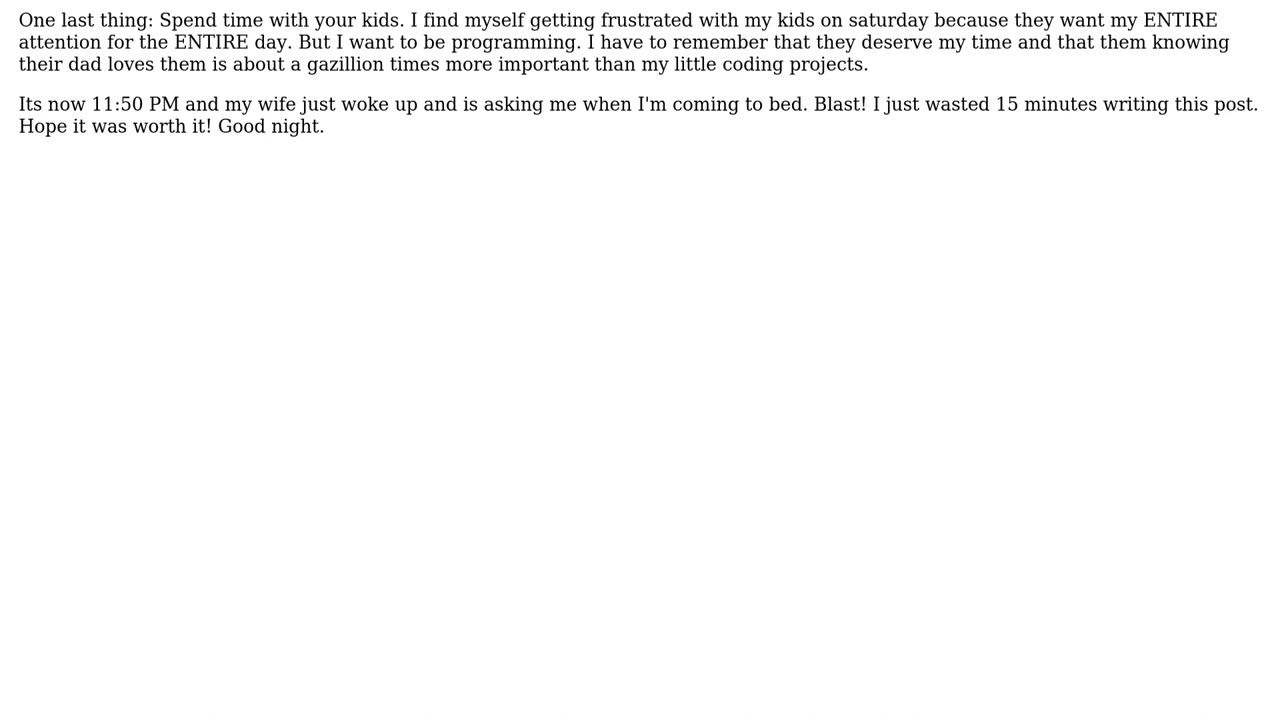 One last thing: Spend time with your kids. I find myself getting frustrated with my kids on saturday because they want my ENTIRE
attention for the ENTIRE day. But I want to be programming. I have to remember that they deserve my time and that them knowing
their dad loves them is about a gazillion times more important than my little coding projects.
Its now 11:50 PM and my wife just woke up and is asking me when I'm coming to bed. Blast! I just wasted 15 minutes writing this post.
Hope it was worth it! Good night.